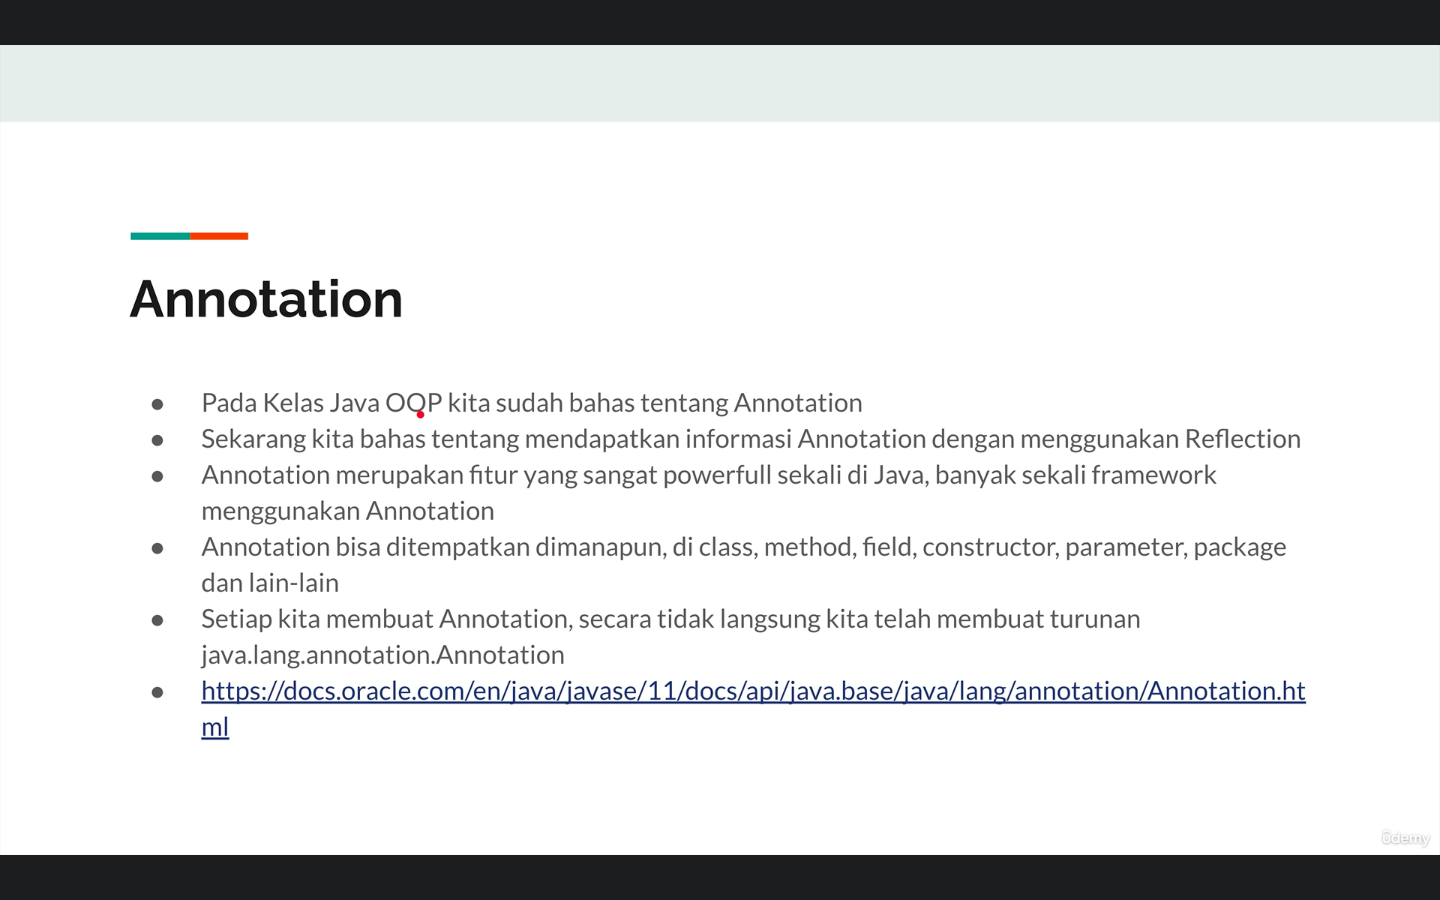 Annotation
● Pada Kelas Java OOP kita sudah bahas tentang Annotation
● Sekarang kita bahas tentang mendapatkan informasi Annotation dengan menggunakan Reflection
● Annotation merupakan fitur yang sangat powerfull sekali di Java, banyak sekali framework
menggunakan Annotation
● Annotation bisa ditempatkan dimanapun, di class, method, field, constructor, parameter, package
dan lain-lain
● Setiap kita membuat Annotation, secara tidak langsung kita telah membuat turunan
java.lang.annotation.Annotation
● https://docs.oracle.com/en/java/javase/11/docs/api/java.base/java/lang/annotation/Annotation.ht
ml
ûdemy